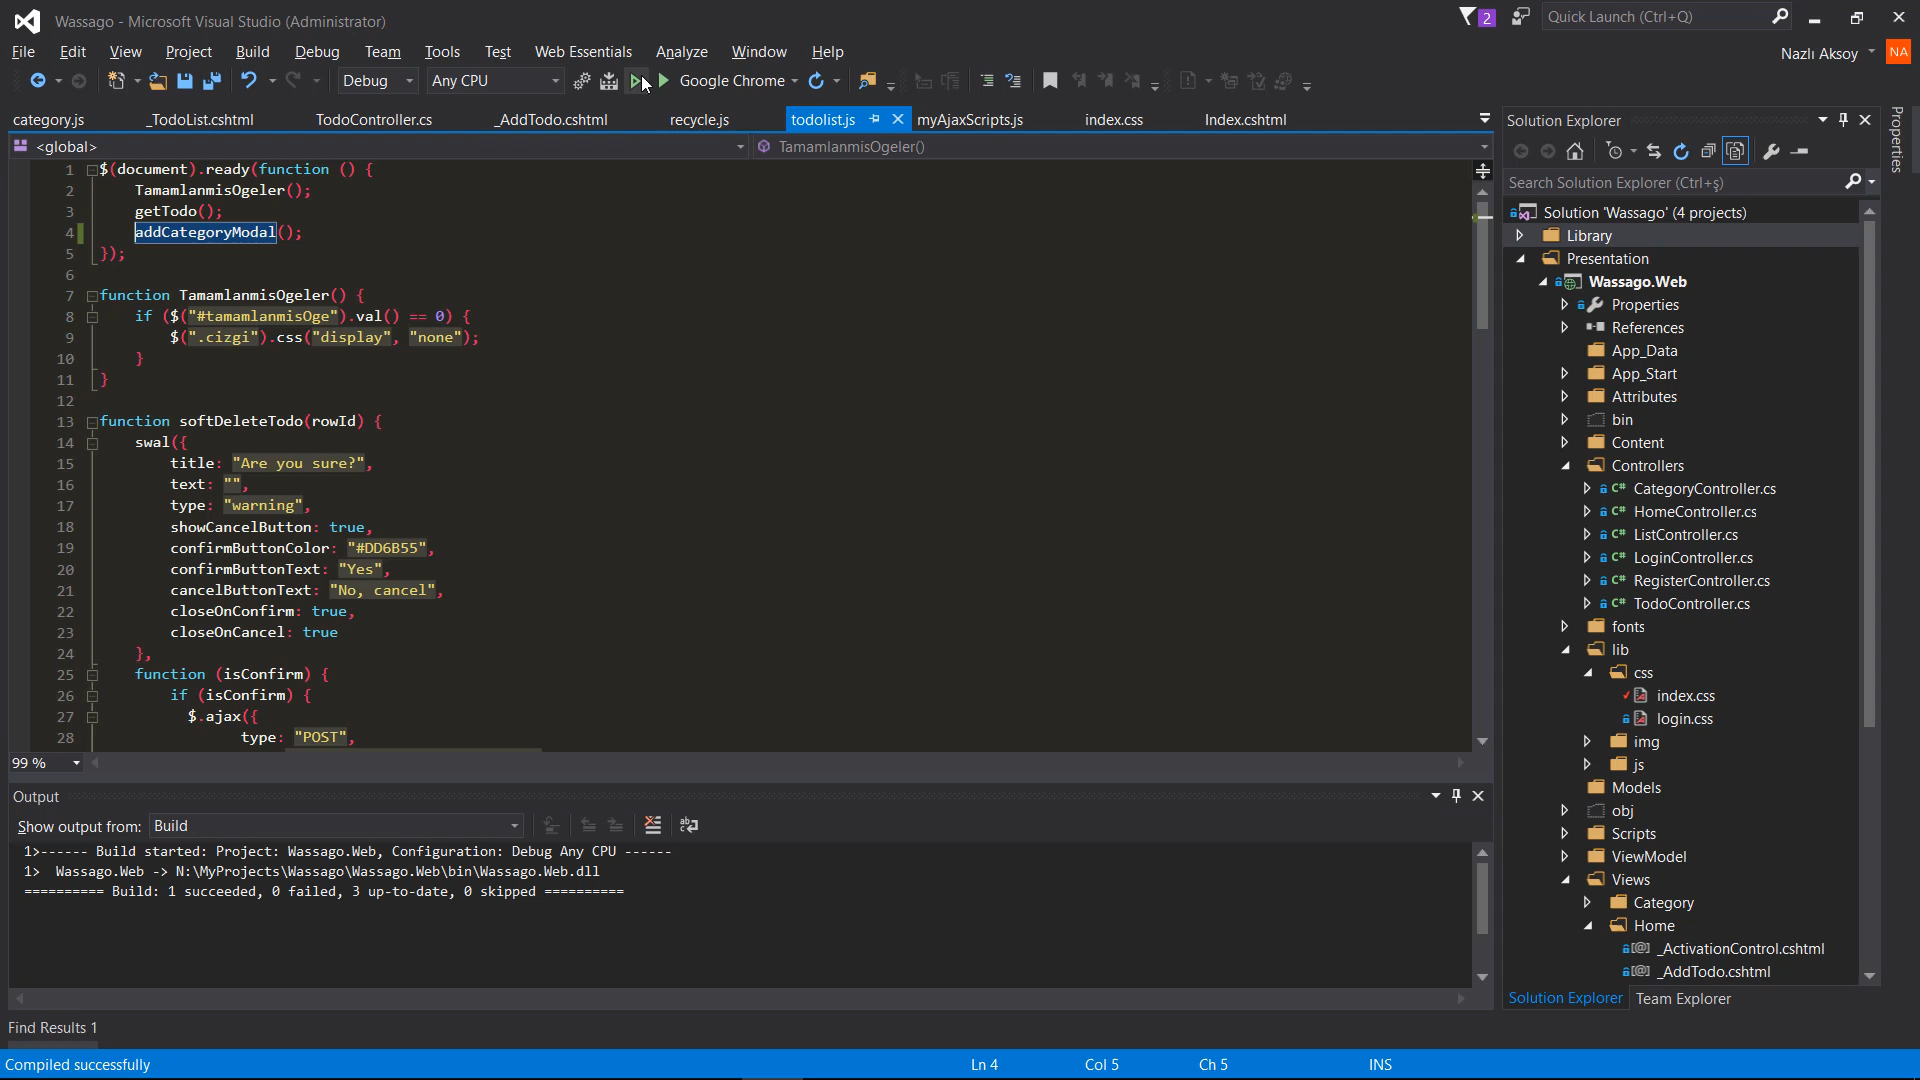 Wassago - Microsoft Visual Studio (Administrator)
2
Quick Launch (Ctrl+Q)
File Edit View Project Build Debug Team Tools Test Web Essentials Analyze Window Help
Nazlı Aksoy
NA
Debug
Any CPU
Google Chrome
category.js _TodoList.cshtml TodoController.cs _AddTodo.cshtml recycle.js todolist.js myAjaxScripts.js index.css Index.cshtml
<global>
TamamlanmisOgeler()
1 $(document).ready(function () {
2 TamamlanmisOgeler();
3 getTodo();
4 addCategoryModal();
5 });
6
7 function TamamlanmisOgeler() {
8 if ($("#tamamlanmisOge").val() == 0) {
9 $(".cizgi").css("display", "none");
10 }
11 }
12
13 function softDeleteTodo(rowId) {
14 swal({
15 title: "Are you sure?",
16 text: "",
17 type: "warning",
18 showCancelButton: true,
19 confirmButtonColor: "#DD6B55",
20 confirmButtonText: "Yes",
21 cancelButtonText: "No, cancel",
22 closeOnConfirm: true,
23 closeOnCancel: true
24 },
25 function (isConfirm) {
26 if (isConfirm) {
27 $.ajax({
28 type: "POST",
99 %
Output
Show output from: Build
1>------ Build started: Project: Wassago.Web, Configuration: Debug Any CPU ------
1> Wassago.Web -> N:\MyProjects\Wassago\Wassago.Web\bin\Wassago.Web.dll
========== Build: 1 succeeded, 0 failed, 3 up-to-date, 0 skipped ==========
Find Results 1
Compiled successfully
Ln 4
Col 5
Ch 5
INS
Solution Explorer
Search Solution Explorer (Ctrl+ş)
Solution 'Wassago' (4 projects)
Library
Presentation
Wassago.Web
Properties
References
App_Data
App_Start
Attributes
bin
Content
Controllers
C# CategoryController.cs
C# HomeController.cs
C# ListController.cs
C# LoginController.cs
C# RegisterController.cs
C# TodoController.cs
fonts
lib
css
index.css
login.css
img
js
Models
obj
Scripts
ViewModel
Views
Category
Home
[@] _ActivationControl.cshtml
[@] _AddTodo.cshtml
Solution Explorer Team Explorer
Properties